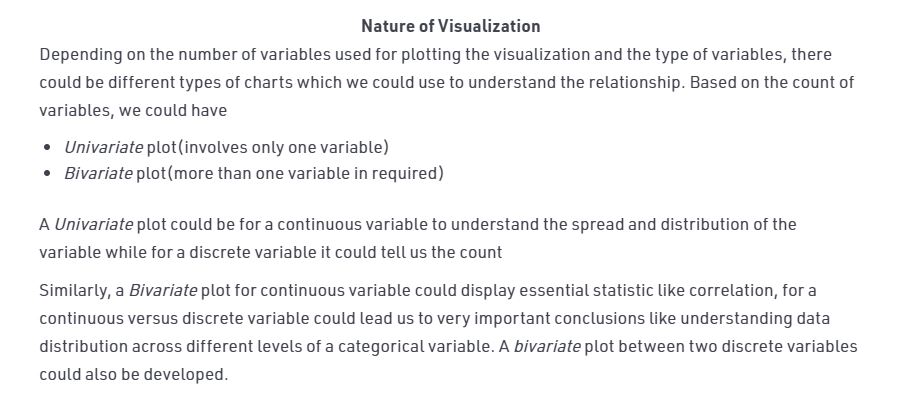 Nature of Visualization
Depending on the number of variables used for plotting the visualization and the type of variables, there
could be different types of charts which we could use to understand the relationship. Based on the count of
variables, we could have
• Univariate plot(involves only one variable)
• Bivariate plot(more than one variable in required)
A Univariate plot could be for a continuous variable to understand the spread and distribution of the
variable while for a discrete variable it could tell us the count
Similarly, a Bivariate plot for continuous variable could display essential statistic like correlation, for a
continuous versus discrete variable could lead us to very important conclusions like understanding data
distribution across different levels of a categorical variable. A bivariate plot between two discrete variables
could also be developed.